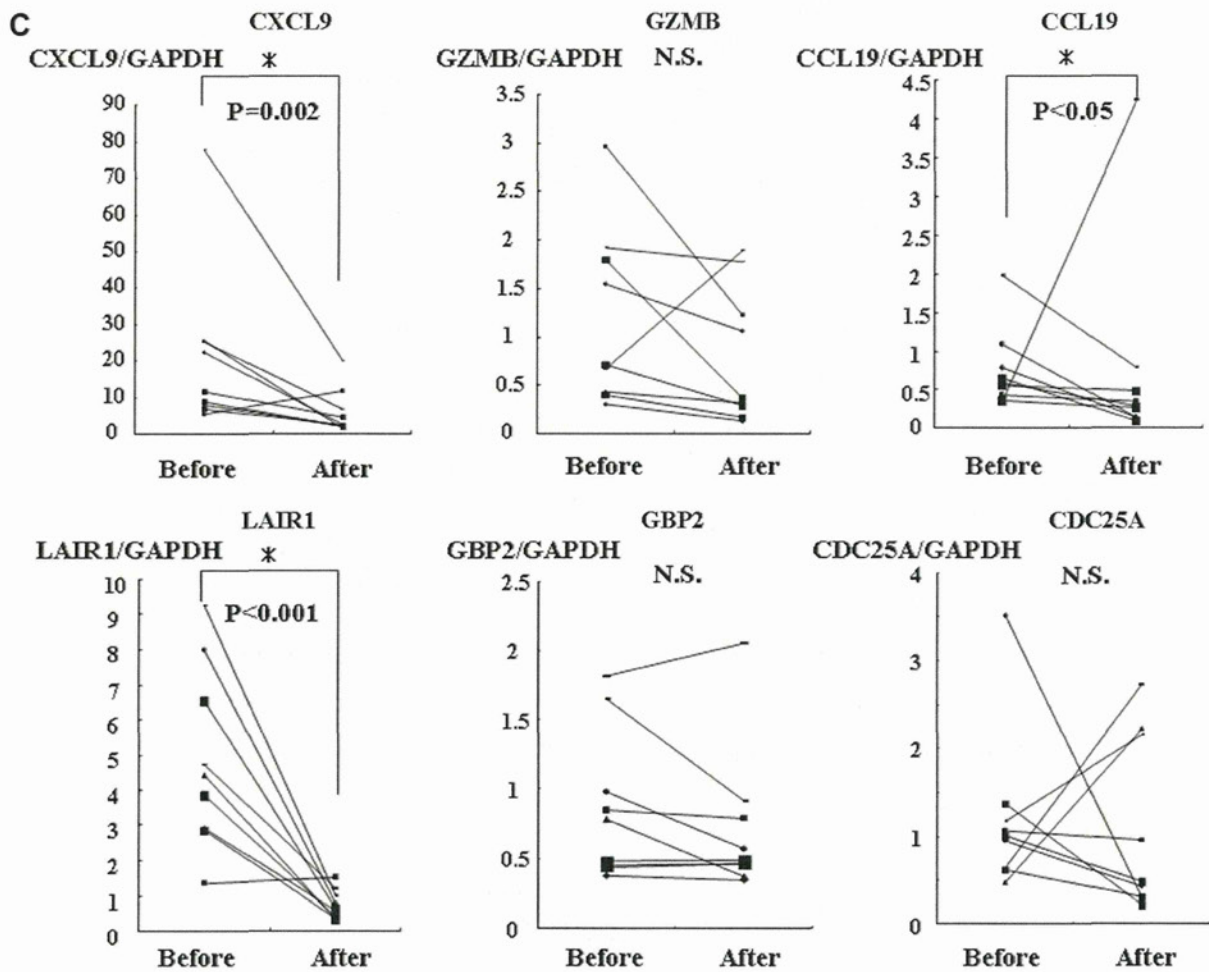 C
CXCL9
CXCL9/GAPDH *
P=0.002
90
80
70
60
50
40
30
20
10
0
Before After
GZMB
GZMB/GAPDH N.S.
3.5
3
2.5
2
1.5
1
0.5
0
Before After
CCL19
CCL19/GAPDH *
P<0.05
4.5
4
3.5
3
2.5
4
1.5
2
1.5
1
0.5
0
Before After
LAIR1
LAIR1/GAPDH *
P<0.001
10
9
8
7
6
5
4
3
2
1
0
Before After
GBP2
GBP2/GAPDH
N.S.
2.5
2
1.5
1
0.5
0
Before After
CDC25A
CDC25A/GAPDH
N.S.
4
3
2
1
0
Before After